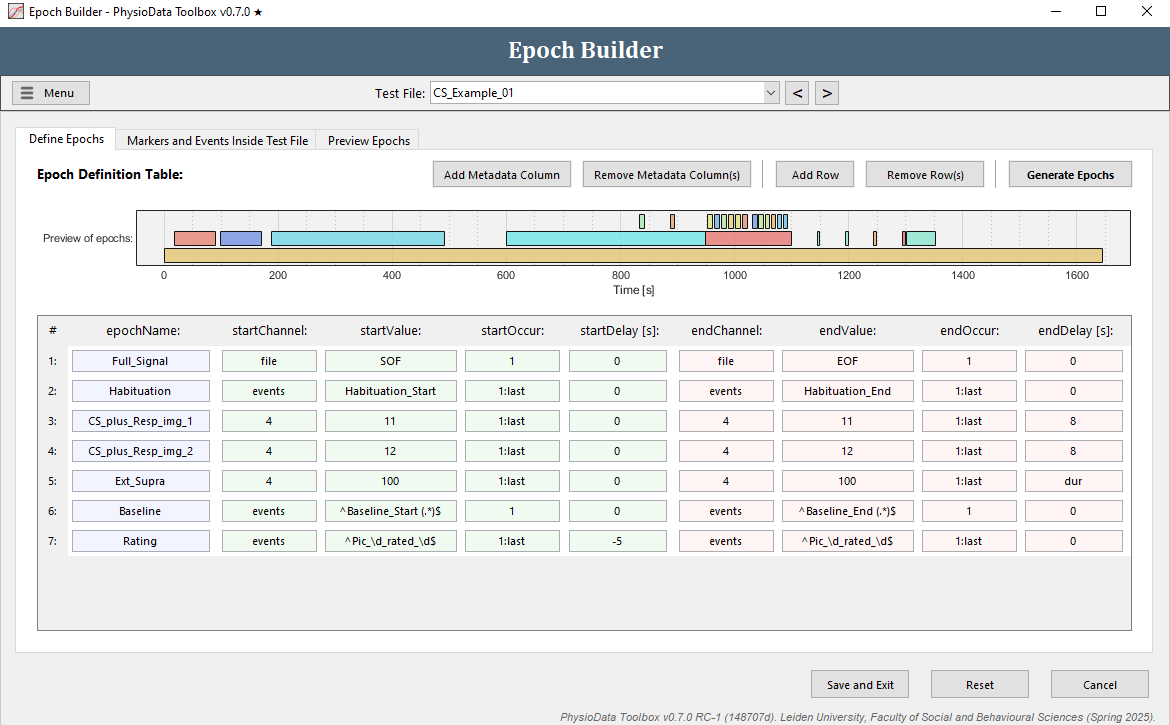 Epoch Builder - PhysioData Toolbox v0.7.0 ★
Epoch Builder
Menu
Test File: CS_Example_01 < >
Define Epochs Markers and Events Inside Test File Preview Epochs
Epoch Definition Table: Add Metadata Column Remove Metadata Column(s) Add Row Remove Row(s) Generate Epochs
Preview of epochs:
0 200 400 600 800 1000 1200 1400 1600
Time [s]
# epochName: startChannel: startValue: startOccur: startDelay [s]: endChannel: endValue: endOccur: endDelay [s]:
1: Full_Signal file SOF 1 0 file EOF 1 0
2: Habituation events Habituation_Start 1:last 0 events Habituation_End 1:last 0
3: CS_plus_Resp_img_1 4 11 1:last 0 4 11 1:last 8
4: CS_plus_Resp_img_2 4 12 1:last 0 4 12 1:last 8
5: Ext_Supra 4 100 1:last 0 4 100 1:last dur
6: Baseline events ^Baseline_Start (.*)$ 1 0 events ^Baseline_End (.*)$ 1 0
7: Rating events ^Pic_\d_rated_\d$ 1:last -5 events ^Pic_\d_rated_\d$ 1:last 0
Save and Exit Reset Cancel
PhysioData Toolbox v0.7.0 RC-1 (148707d). Leiden University, Faculty of Social and Behavioural Sciences (Spring 2025).